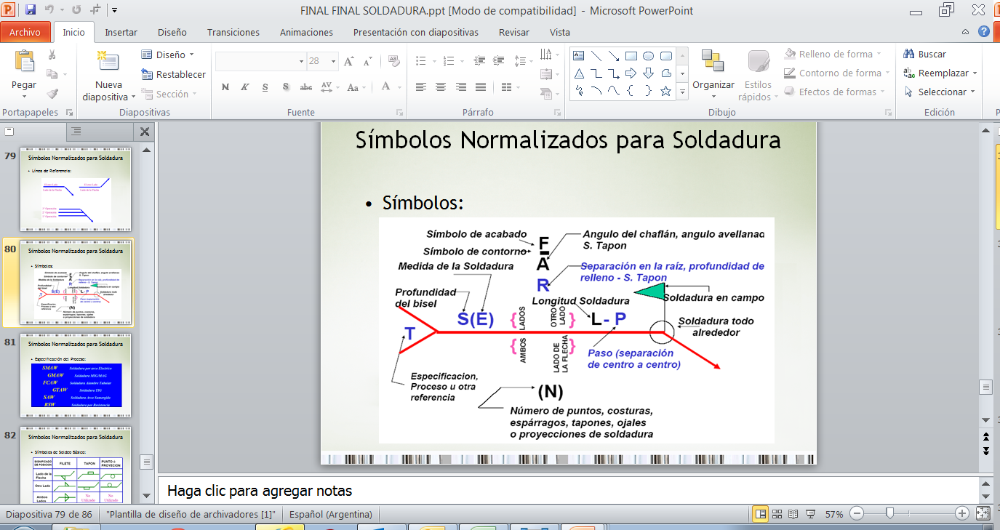 FINAL FINAL SOLDADURA.ppt [Modo de compatibilidad] - Microsoft PowerPoint
Archivo Inicio Insertar Diseño Transiciones Animaciones Presentación con diapositivas Revisar Vista
Pegar
Nueva
diapositiva
Diseño
Restablecer
Sección
28
N K S S abc AV Aa A
Organizar
Estilos
rápidos
Relleno de forma
Contorno de forma
Efectos de formas
Buscar
Reemplazar
Seleccionar
Portapapeles Diapositivas Fuente Párrafo Dibujo Edición
79
Símbolos Normalizados para Soldadura
Línea de Referencia:
80
Símbolos Normalizados para Soldadura
Símbolos:
81
Símbolos Normalizados para Soldadura
Especificación del Proceso:
SMAW Soldadura por arco Electrico
GMAW Soldadura MIG/MAG
FCAW Soldadura Alambre Tubular
GTAW Soldadura TIG
SAW Soldadura Arco Sumergido
RSW Soldadura por Resistencia
82
Símbolos Normalizados para Soldadura
Símbolos de Soldeo Básico:
SIGNIFICADO DE POSICION FILETE TAPON PUNTO o PROYECION
Lado de la Flecha
Otro Lado
Ambos Lados No Utilizado No Utilizado
Símbolos Normalizados para Soldadura
• Símbolos:
Símbolo de acabado
F
Angulo del chaflán, angulo avellanad
S. Tapon
Símbolo de contorno
A
Medida de la Soldadura
Separación en la raíz, profundidad de
relleno - S. Tapon
R
Profundidad
del bisel
Longitud Soldadura
Soldadura en campo
S(E)
{ LADOS
OTRO LADO }
L - P
Soldadura todo
alrededor
T
{ AMBOS
LADO DE LA FLECHA }
Paso (separación
de centro a centro)
Especificacion,
Proceso u otra
referencia
(N)
Número de puntos, costuras,
espárragos, tapones, ojales
o proyecciones de soldadura
Haga clic para agregar notas
Diapositiva 79 de 86 "Plantilla de diseño de archivadores [1]" Español (Argentina) 57%